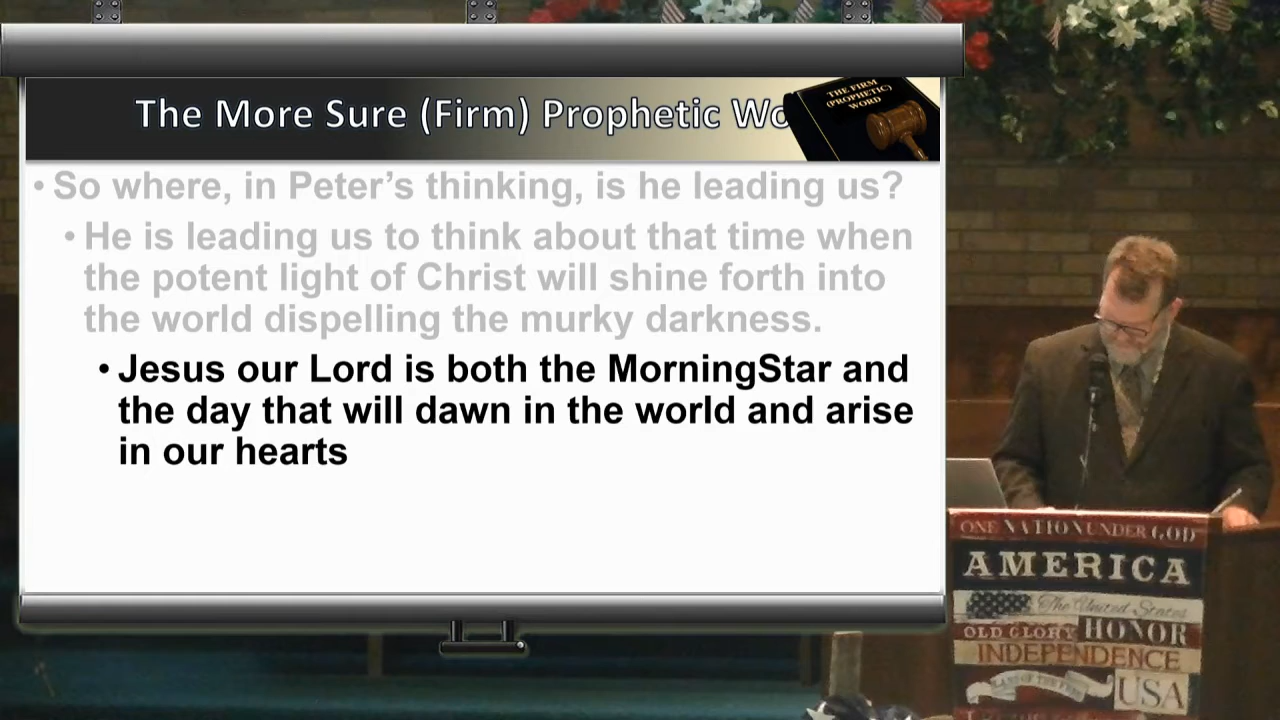 The More Sure (Firm) Prophetic Wo
THE FIRM
(PROPHETIC)
WORD
• So where, in Peter’s thinking, is he leading us?
• He is leading us to think about that time when
the potent light of Christ will shine forth into
the world dispelling the murky darkness.
• Jesus our Lord is both the MorningStar and
the day that will dawn in the world and arise
in our hearts
ONE NATION UNDER GOD
AMERICA
The United States
OLD GLORY HONOR
INDEPENDENCE
LAND OF THE FREE
USA